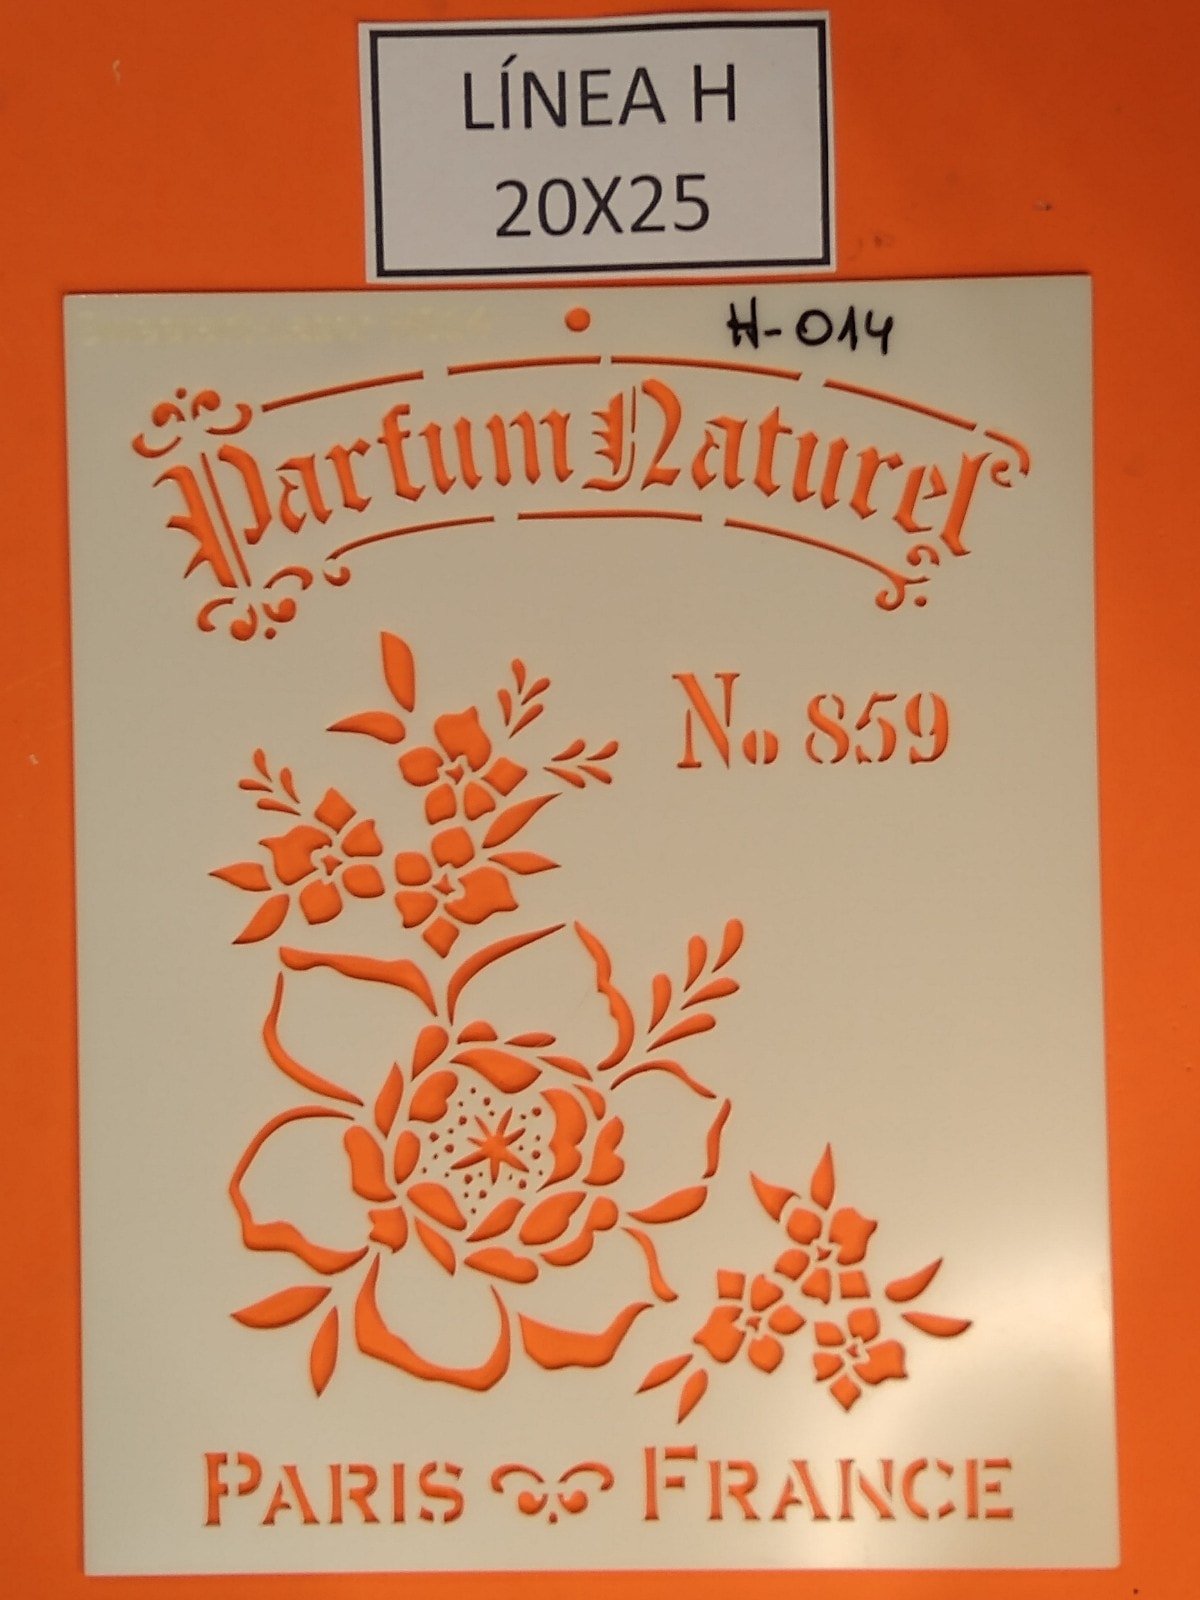 LÍNEA H
20X25
H-014
Parfum Naturel
No 859
PARIS FRANCE